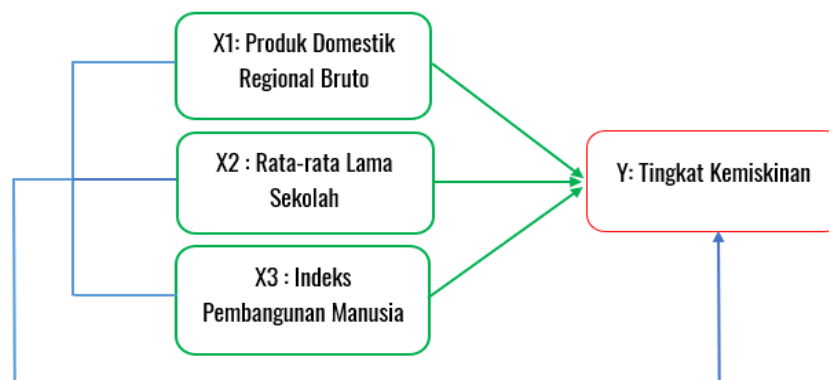 X1: Produk Domestik
Regional Bruto
X2 : Rata-rata Lama
Sekolah
Y: Tingkat Kemiskinan
X3 : Indeks
Pembangunan Manusia